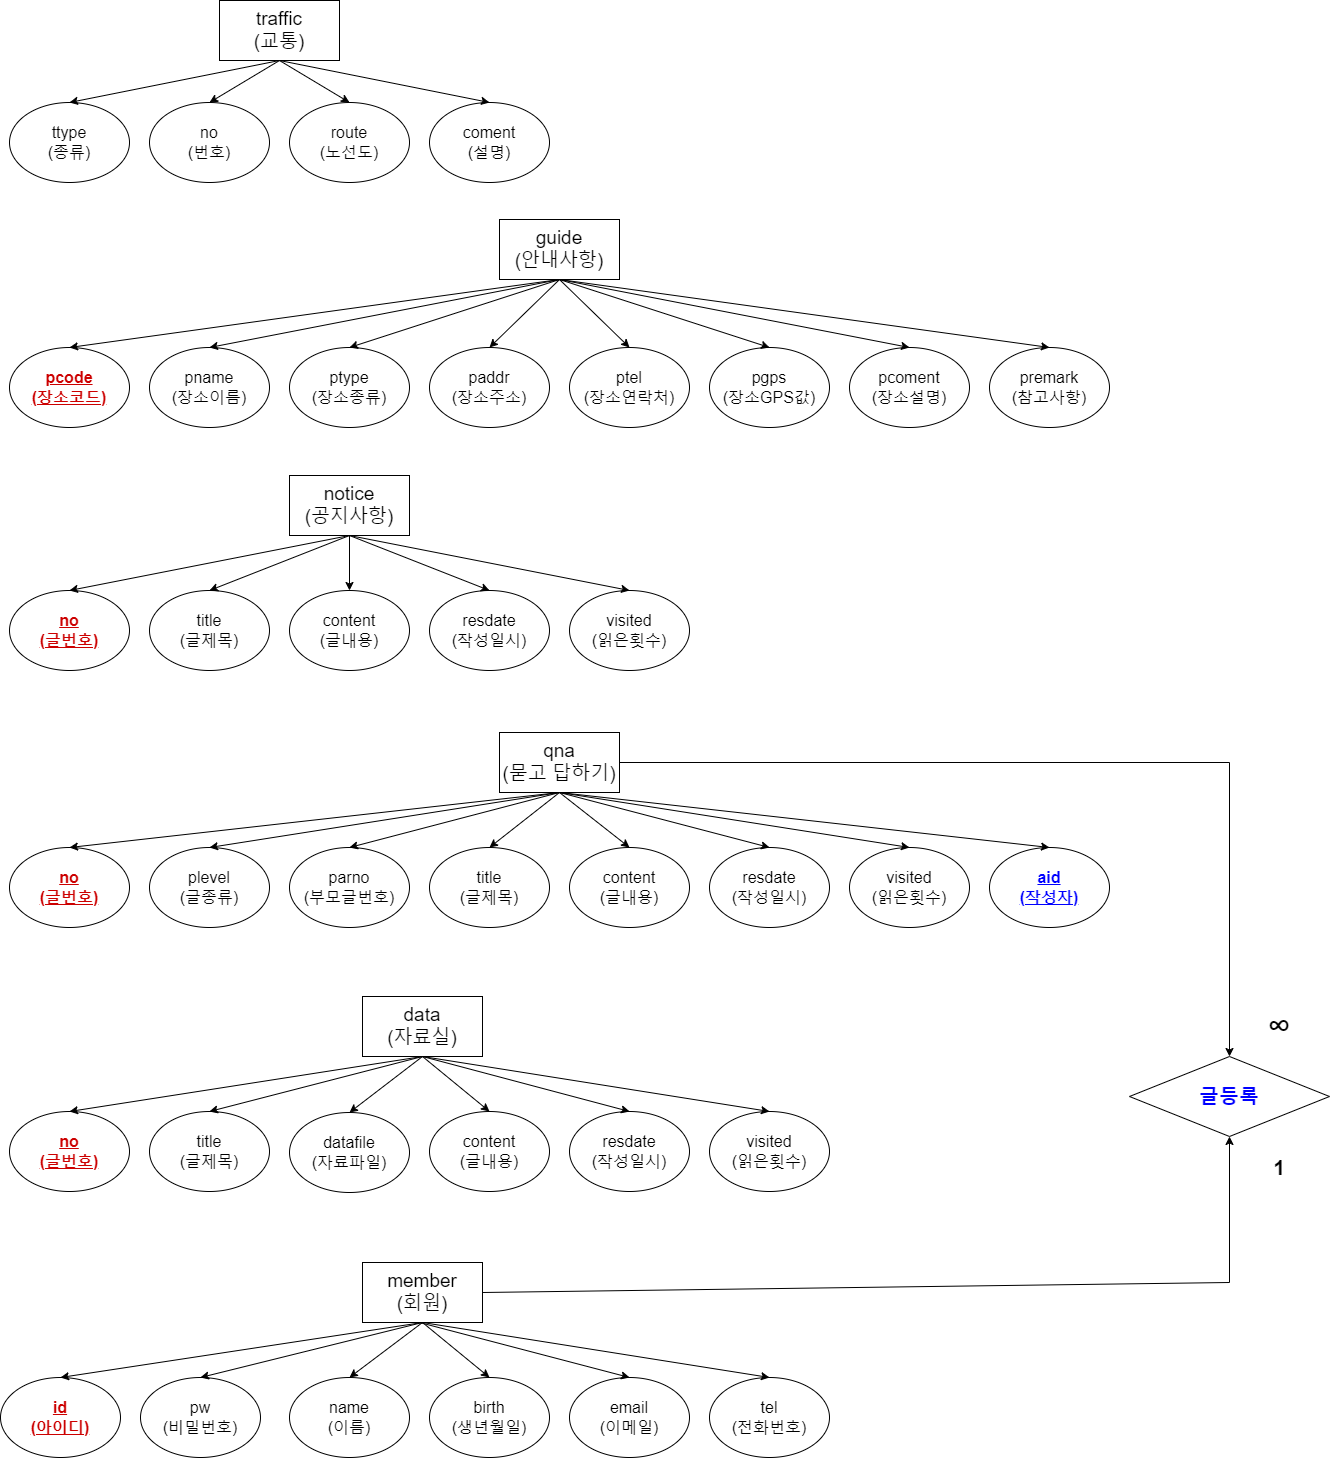 traffic
(교통)
ttype
(종류)
no
(번호)
route
(노선도)
coment
(설명)
guide
(안내사항)
pcode
(장소코드)
pname
(장소이름)
ptype
(장소종류)
paddr
(장소주소)
ptel
(장소연락처)
pgps
(장소GPS값)
pcoment
(장소설명)
premark
(참고사항)
notice
(공지사항)
no
(글번호)
title
(글제목)
content
(글내용)
resdate
(작성일시)
visited
(읽은횟수)
qna
(묻고 답하기)
no
(글번호)
plevel
(글종류)
parno
(부모글번호)
title
(글제목)
content
(글내용)
resdate
(작성일시)
visited
(읽은횟수)
aid
(작성자)
data
(자료실)
∞
글등록
no
(글번호)
title
(글제목)
datafile
(자료파일)
content
(글내용)
resdate
(작성일시)
visited
(읽은횟수)
1
member
(회원)
id
(아이디)
pw
(비밀번호)
name
(이름)
birth
(생년월일)
email
(이메일)
tel
(전화번호)